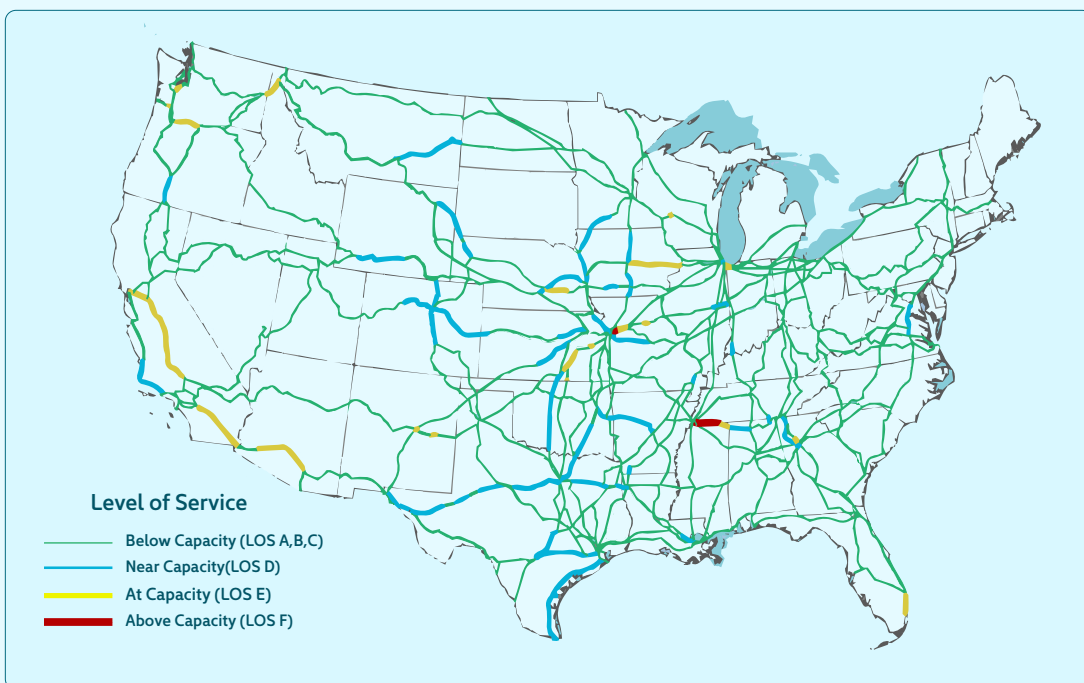 Level of Service
Below Capacity (LOS A,B,C)
Near Capacity(LOS D)
At Capacity (LOS E)
Above Capacity (LOS F)